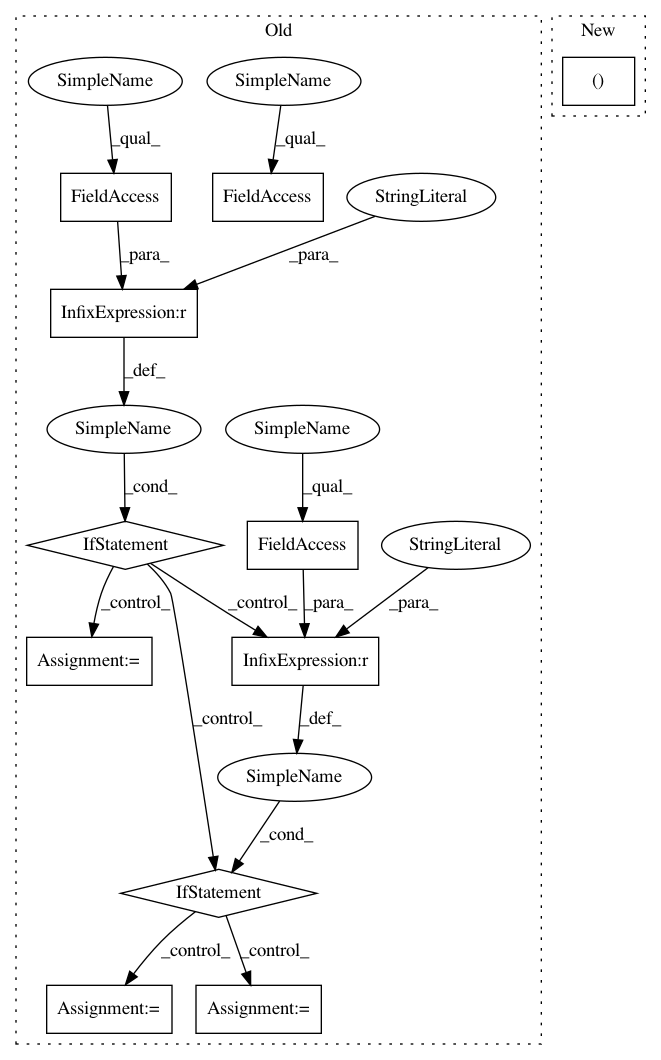 Old
New
SimpleName
SimpleName
()
_qual_
_qual_
FieldAccess
FieldAccess
StringLiteral
_para_
_para_
InfixExpression:r
_def_
SimpleName
SimpleName
_cond_
_qual_
IfStatement
FieldAccess
StringLiteral
_control_
_control_
_para_
_para_
Assignment:=
InfixExpression:r
_control_
_def_
SimpleName
_cond_
IfStatement
_control_
_control_
Assignment:=
Assignment:=